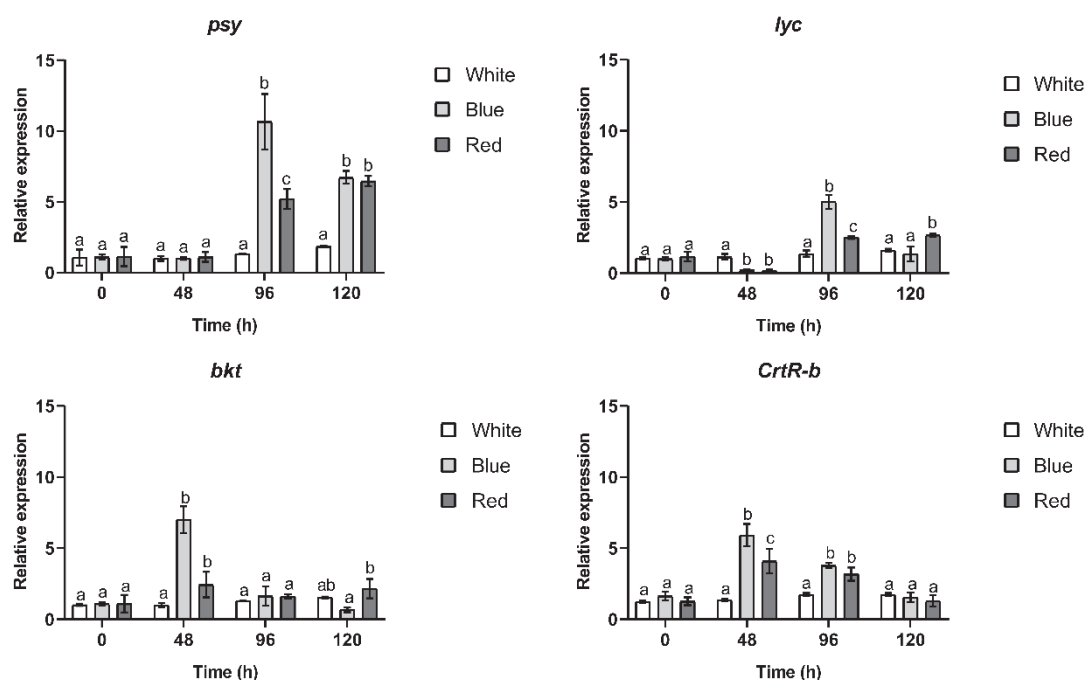 psy
Relative expression
15
10
5
0
a a a
a a a
a b c
a b b
0 48 96 120
Time (h)
White
Blue
Red
lyc
Relative expression
15
10
5
0
a a a
a b b
a b c
a a b
0 48 96 120
Time (h)
White
Blue
Red
bkt
Relative expression
15
10
5
0
a a a
a b b
a a a
ab a b
0 48 96 120
Time (h)
White
Blue
Red
CrtR-b
Relative expression
15
10
5
0
a a a
a b c
a b b
a a a
0 48 96 120
Time (h)
White
Blue
Red